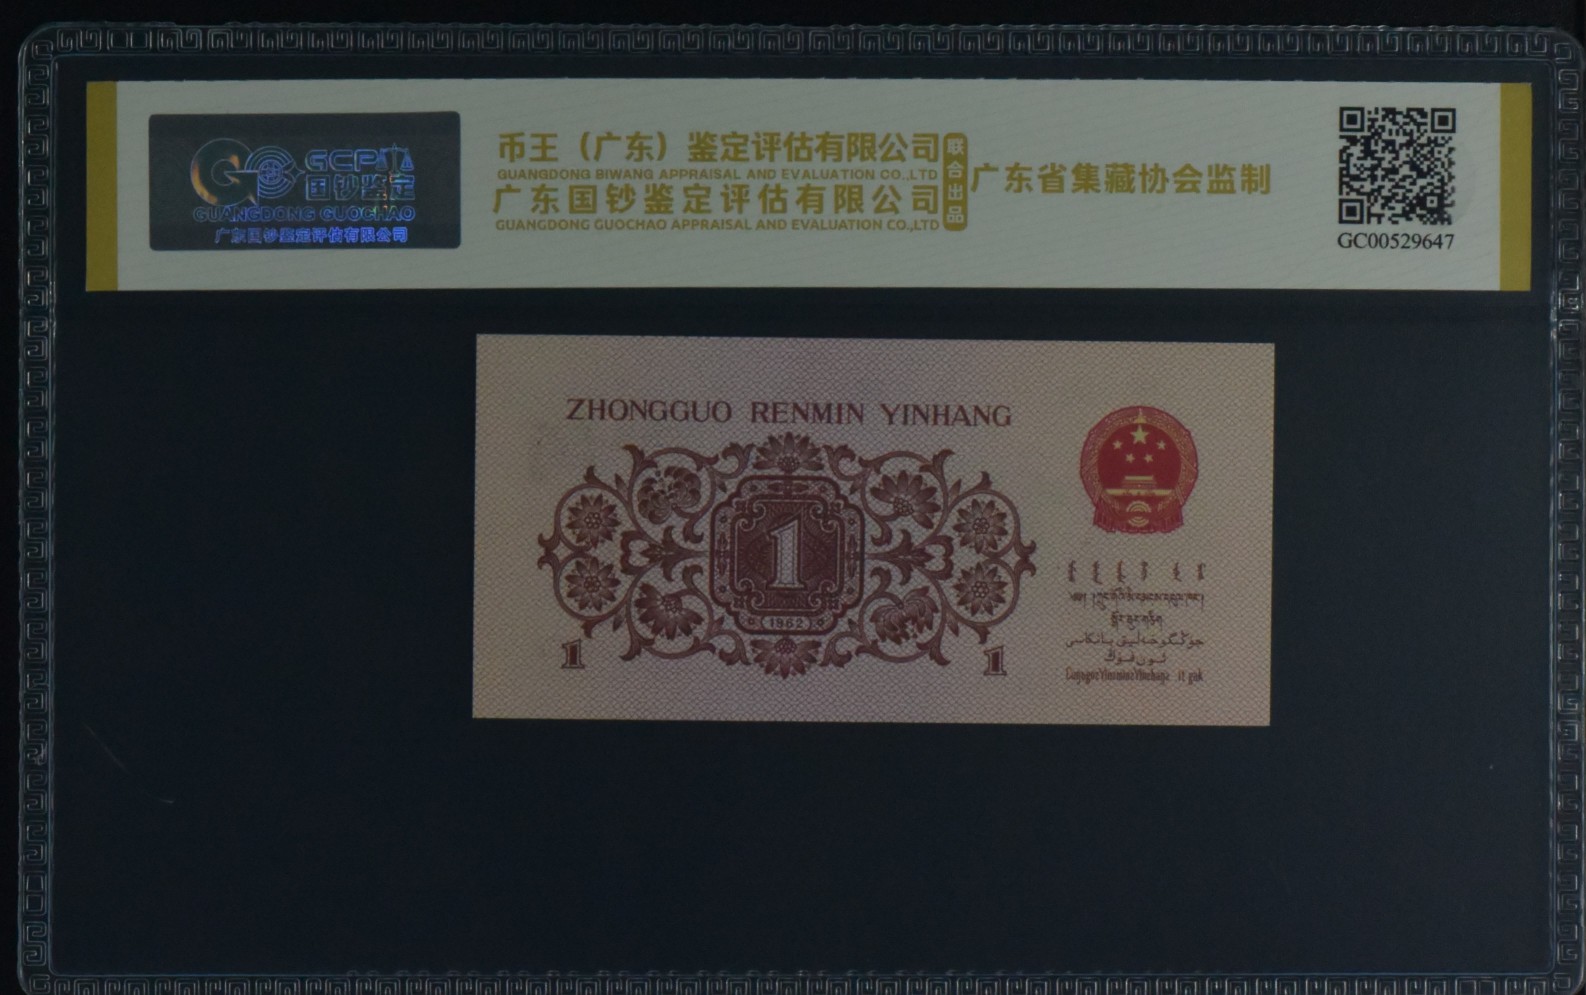 GCP
国钞鉴定
GUANGDONG GUOCHAO
广东国钞鉴定评估有限公司
币王（广东）鉴定评估有限公司
GUANGDONG BIWANG APPRAISAL AND EVALUATION CO.,LTD
广东国钞鉴定评估有限公司
GUANGDONG GUOCHAO APPRAISAL AND EVALUATION CO.,LTD
联合出品
广东省集藏协会监制
GC00529647
ZHONGGUO RENMIN YINHANG
1
(1962)
1
1